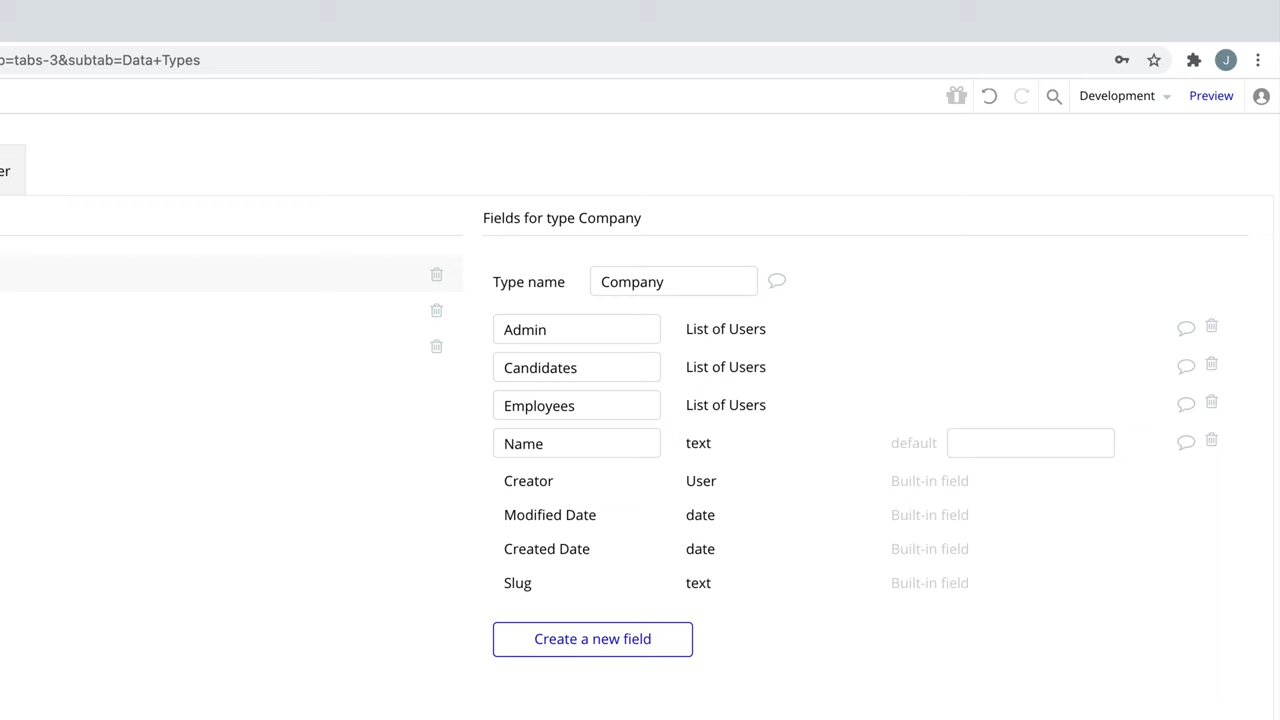 b=tabs-3&subtab=Data+Types
J
Development
Preview
er
Fields for type Company
Type name Company
Admin List of Users
Candidates List of Users
Employees List of Users
Name text default
Creator User Built-in field
Modified Date date Built-in field
Created Date date Built-in field
Slug text Built-in field
Create a new field